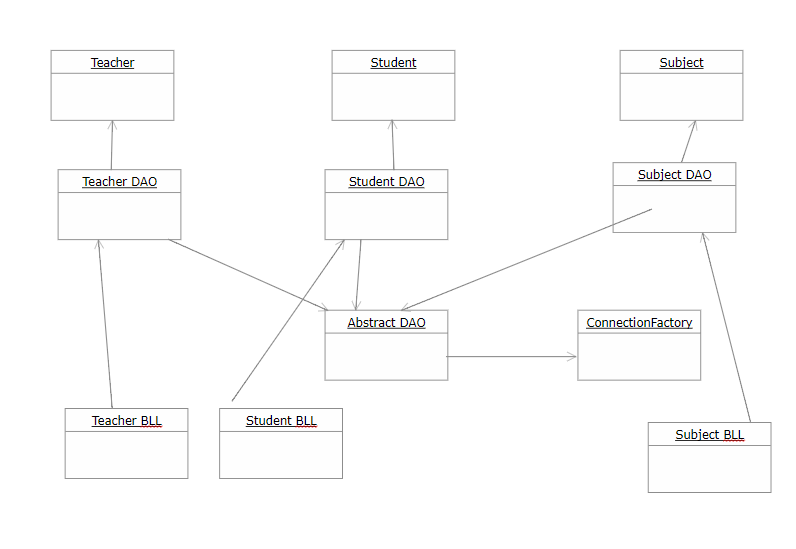 Teacher
Student
Subject
Teacher DAO
Student DAO
Subject DAO
Abstract DAO
ConnectionFactory
Teacher BLL
Student BLL
Subject BLL